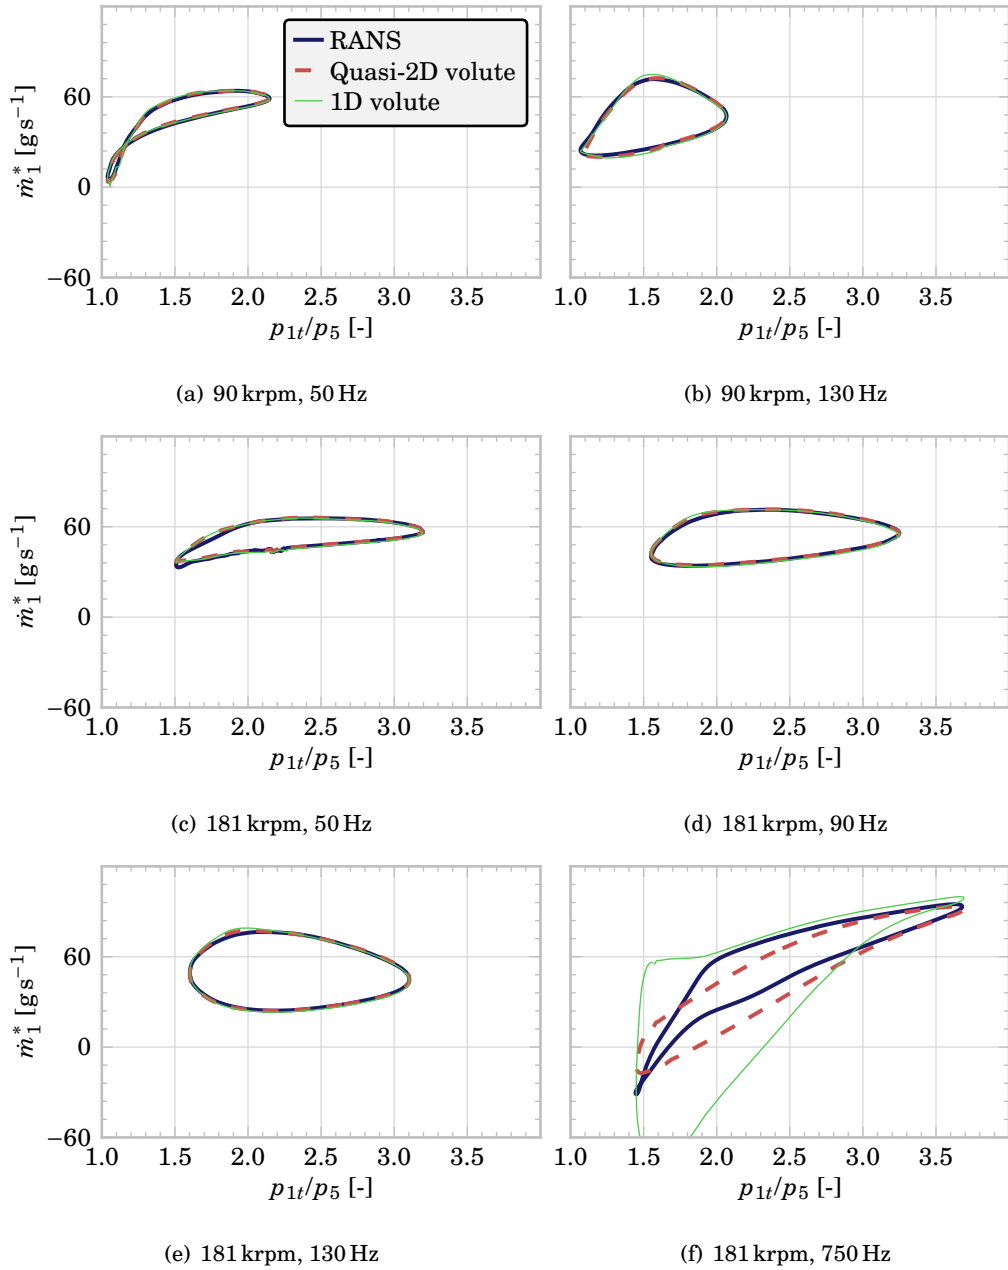 RANS
Quasi-2D volute
1D volute
60
0
−60
ṁ₁* [g s⁻¹]
1.0 1.5 2.0 2.5 3.0 3.5
1.0 1.5 2.0 2.5 3.0 3.5
p₁ₜ/p₅ [-]
p₁ₜ/p₅ [-]
(a) 90 krpm, 50 Hz
(b) 90 krpm, 130 Hz
60
0
−60
ṁ₁* [g s⁻¹]
1.0 1.5 2.0 2.5 3.0 3.5
1.0 1.5 2.0 2.5 3.0 3.5
p₁ₜ/p₅ [-]
p₁ₜ/p₅ [-]
(c) 181 krpm, 50 Hz
(d) 181 krpm, 90 Hz
60
0
−60
ṁ₁* [g s⁻¹]
60
0
−60
1.0 1.5 2.0 2.5 3.0 3.5
1.0 1.5 2.0 2.5 3.0 3.5
p₁ₜ/p₅ [-]
p₁ₜ/p₅ [-]
(e) 181 krpm, 130 Hz
(f) 181 krpm, 750 Hz